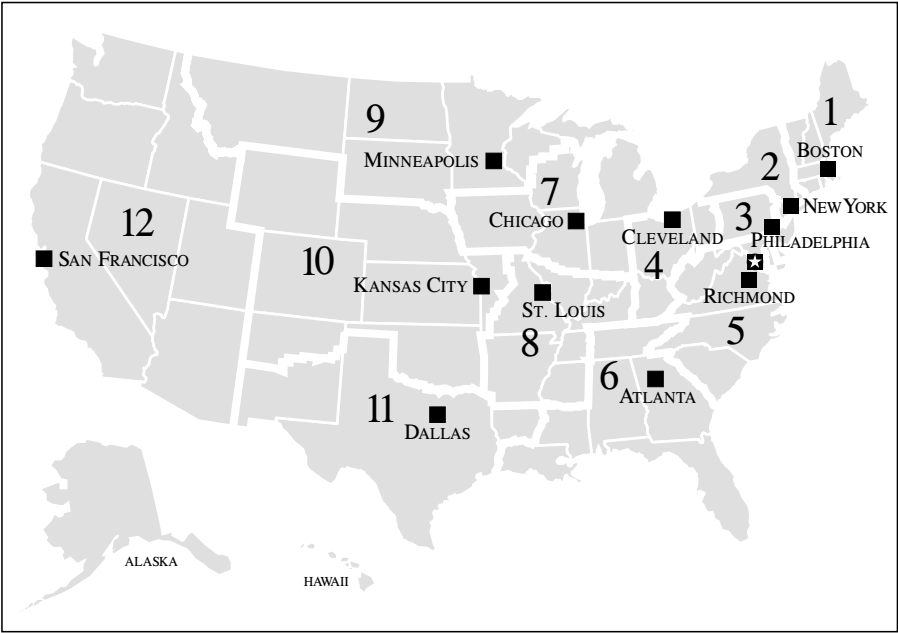 1
9
BOSTON
MINNEAPOLIS
2
7
NEW YORK
12
CHICAGO
3
CLEVELAND
PHILADELPHIA
SAN FRANCISCO
10
4
KANSAS CITY
RICHMOND
ST. LOUIS
5
8
6
ATLANTA
11
DALLAS
ALASKA
HAWAII